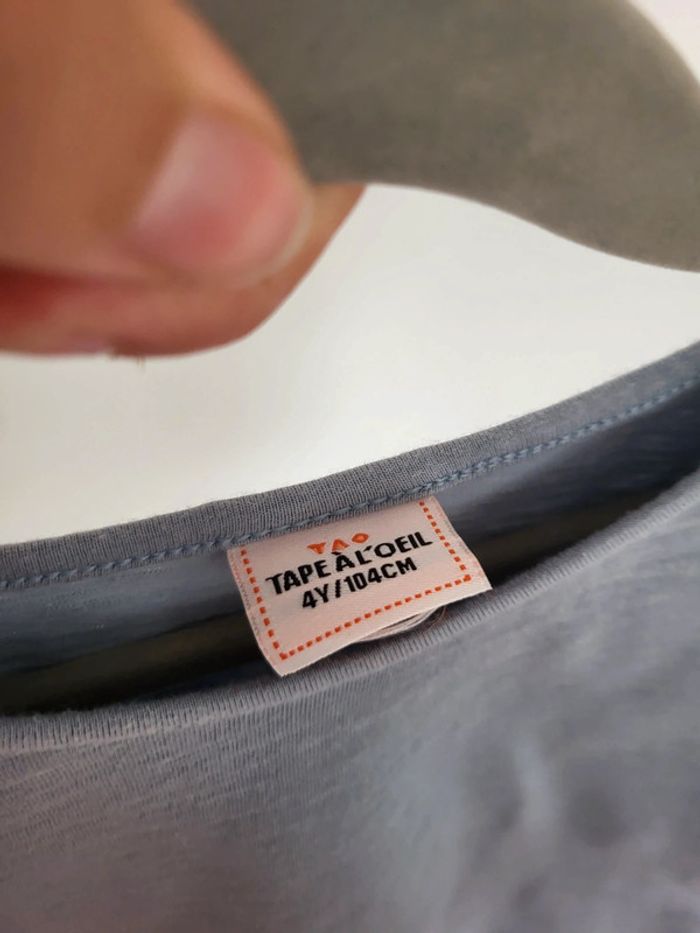 TAO
TAPE À L'OEIL
4Y/104CM